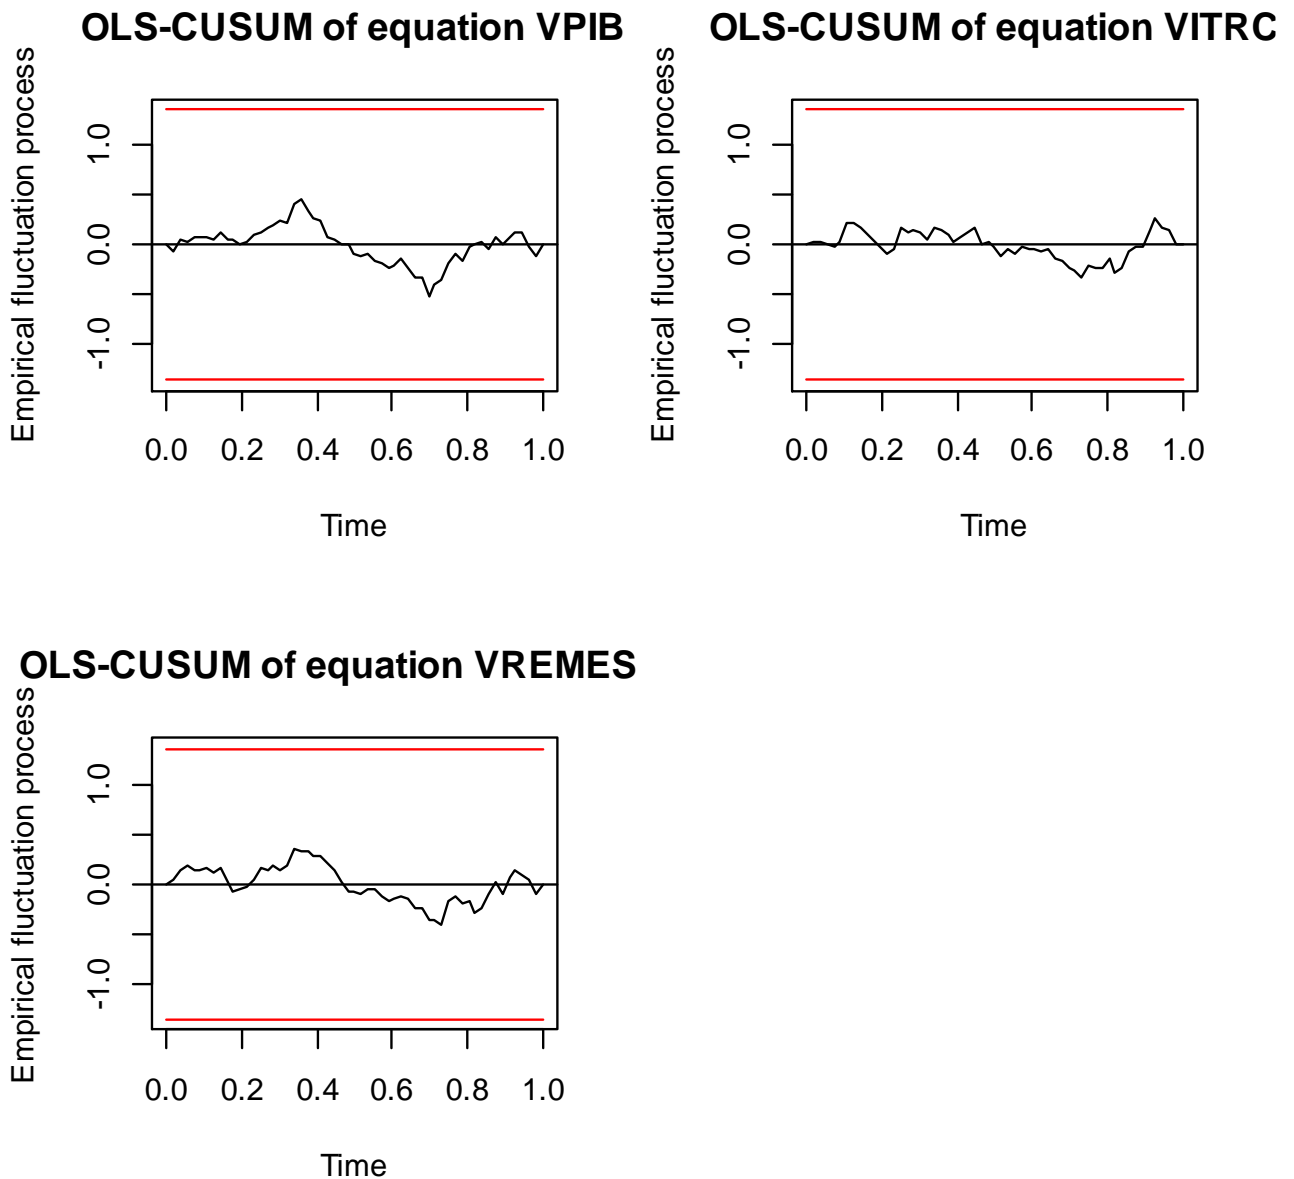 OLS-CUSUM of equation VPIB
Empirical fluctuation process
1.0
0.0
-1.0
0.0 0.2 0.4 0.6 0.8 1.0
Time
OLS-CUSUM of equation VITRC
Empirical fluctuation process
1.0
0.0
-1.0
0.0 0.2 0.4 0.6 0.8 1.0
Time
OLS-CUSUM of equation VREMES
Empirical fluctuation process
1.0
0.0
-1.0
0.0 0.2 0.4 0.6 0.8 1.0
Time